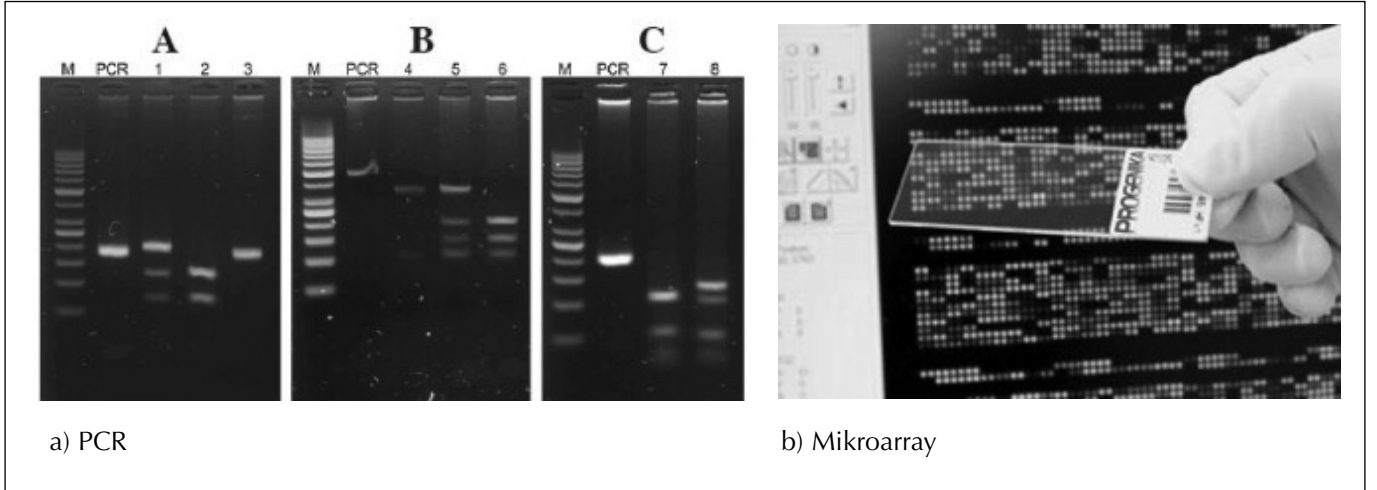 A B C
M PCR 1 2 3 M PCR 4 5 6 M PCR 7 8
PROGENIKA
a) PCR
b) Mikroarray